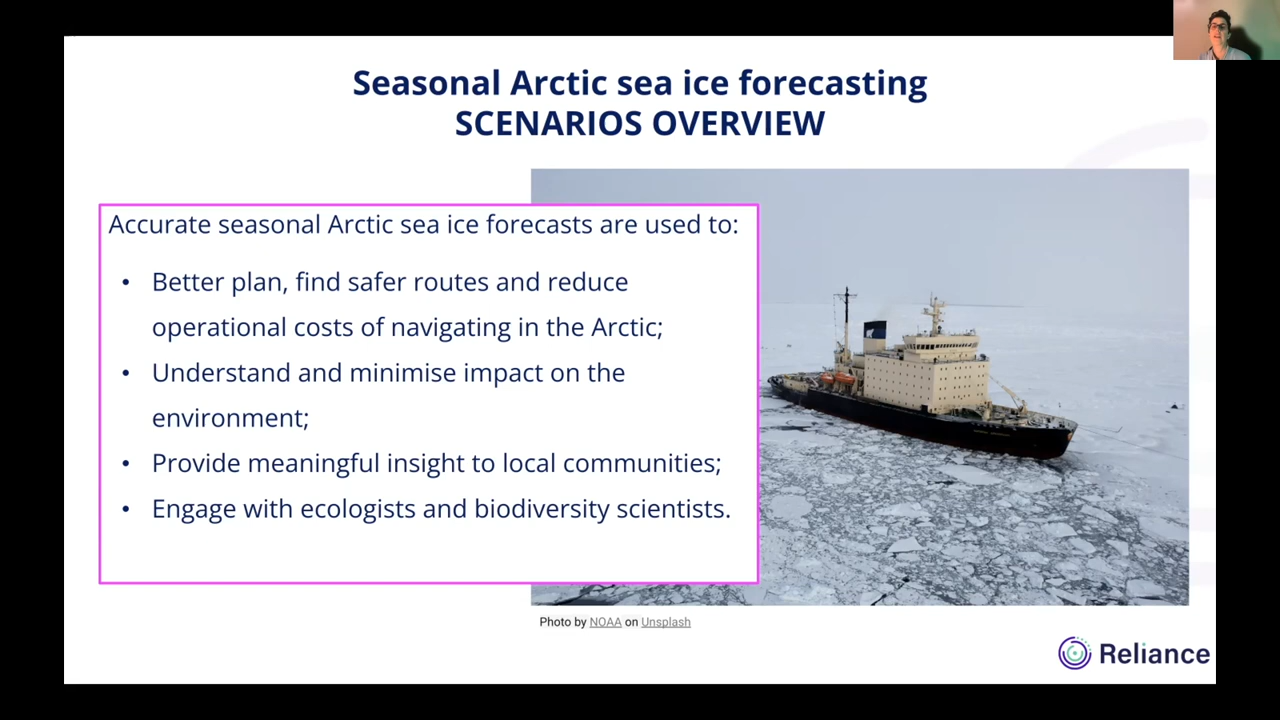 Seasonal Arctic sea ice forecasting
SCENARIOS OVERVIEW
Accurate seasonal Arctic sea ice forecasts are used to:
• Better plan, find safer routes and reduce
operational costs of navigating in the Arctic;
• Understand and minimise impact on the
environment;
• Provide meaningful insight to local communities;
• Engage with ecologists and biodiversity scientists.
Photo by NOAA on Unsplash
Reliance